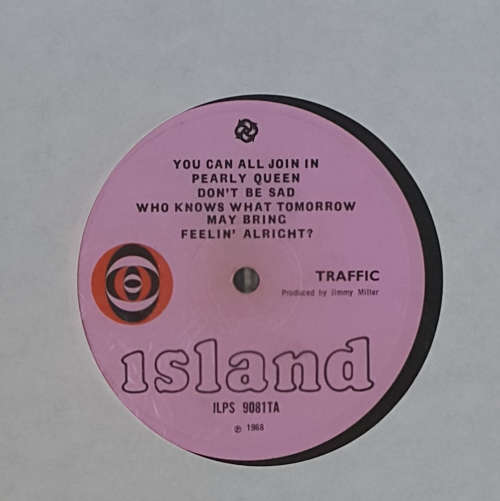 YOU CAN ALL JOIN IN
PEARLY QUEEN
DON'T BE SAD
WHO KNOWS WHAT TOMORROW
MAY BRING
FEELIN' ALRIGHT?
TRAFFIC
Produced by Jimmy Miller
ısland
ILPS 9081TA
℗ 1968